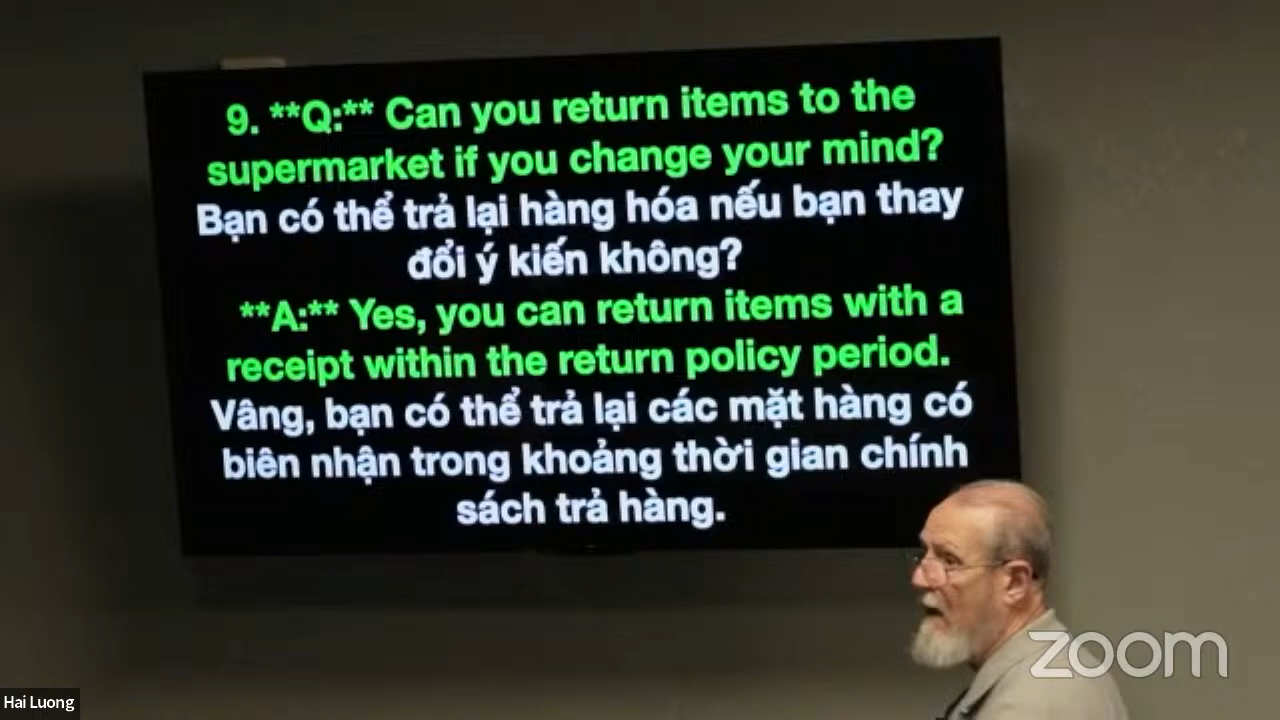 9. **Q:** Can you return items to the
supermarket if you change your mind?
Bạn có thể trả lại hàng hóa nếu bạn thay
đổi ý kiến không?
**A:** Yes, you can return items with a
receipt within the return policy period.
Vâng, bạn có thể trả lại các mặt hàng có
biên nhận trong khoảng thời gian chính
sách trả hàng.
zoom
Hai Luong